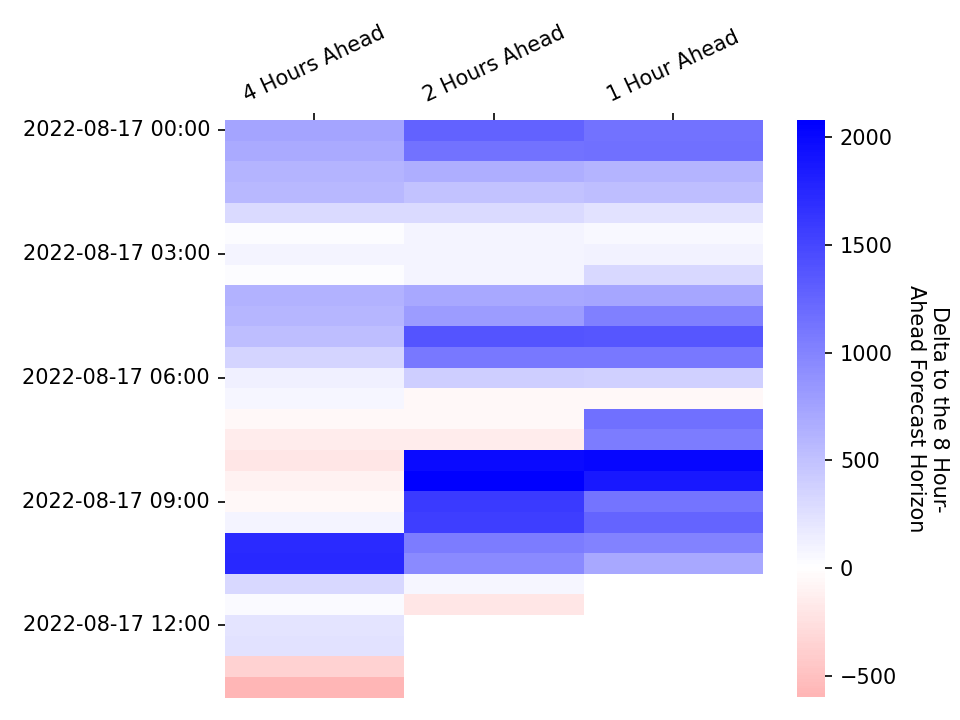 4 Hours Ahead
2 Hours Ahead
1 Hour Ahead
2022-08-17 00:00
2022-08-17 03:00
2022-08-17 06:00
2022-08-17 09:00
2022-08-17 12:00
2000
1500
1000
500
0
−500
Delta to the 8 Hour-
Ahead Forecast Horizon